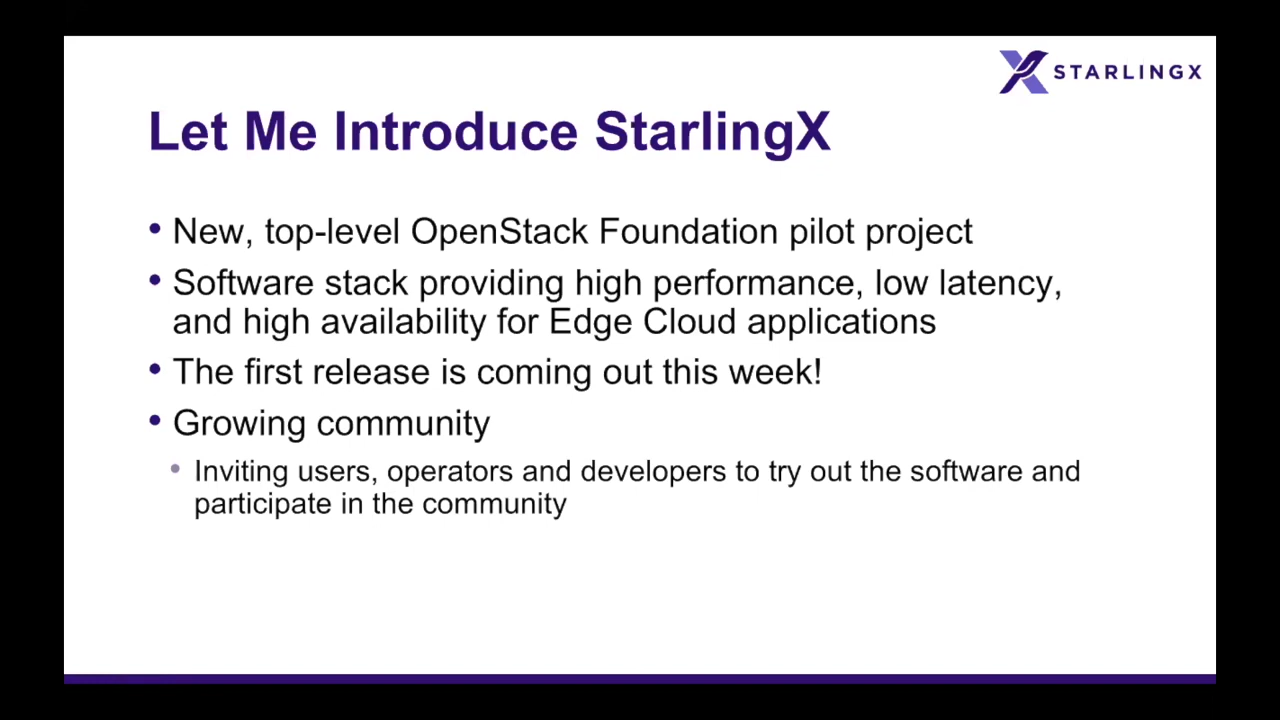 STARLINGX
Let Me Introduce StarlingX
• New, top-level OpenStack Foundation pilot project
• Software stack providing high performance, low latency,
and high availability for Edge Cloud applications
• The first release is coming out this week!
• Growing community
• Inviting users, operators and developers to try out the software and
participate in the community